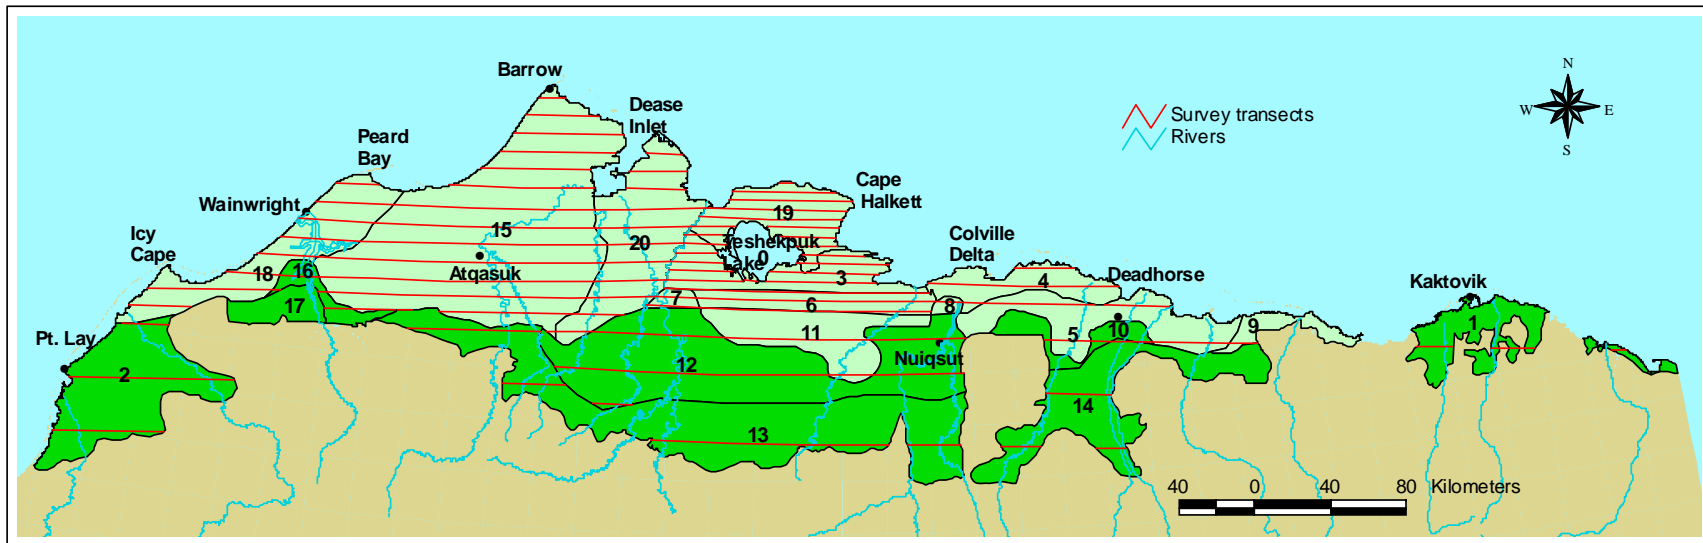 Barrow
N
Dease
Inlet
W
E
Survey transects
Rivers
Peard
Bay
S
Cape
Halkett
Wainwright
19
Icy
Cape
15
20
Teshekpuk
0
Lake
Colville
Delta
Atqasuk
18
16
3
4
Deadhorse
Kaktovik
17
7
6
8
1
Pt. Lay
11
5
10
9
Nuiqsut
2
12
14
13
40
0
40
80
Kilometers